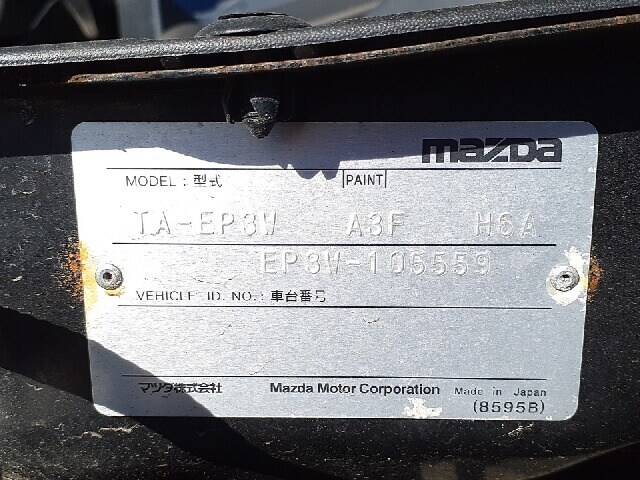 mazda
MODEL : 型式 PAINT
TA-EP3W A3F H6A
EP3W-105559
VEHICLE ID. NO. : 車台番号
マツダ株式会社 Mazda Motor Corporation Made in Japan
(8595B)